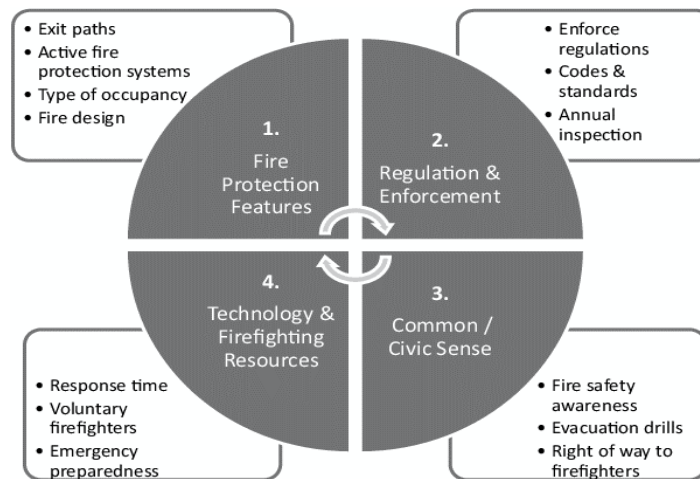 • Exit paths
• Active fire
protection systems
• Type of occupancy
• Fire design
• Enforce
regulations
• Codes &
standards
• Annual
inspection
1.
Fire
Protection
Features
2.
Regulation &
Enforcement
4.
Technology &
Firefighting
Resources
3.
Common /
Civic Sense
• Response time
• Voluntary
firefighters
• Emergency
preparedness
• Fire safety
awareness
• Evacuation drills
• Right of way to
firefighters